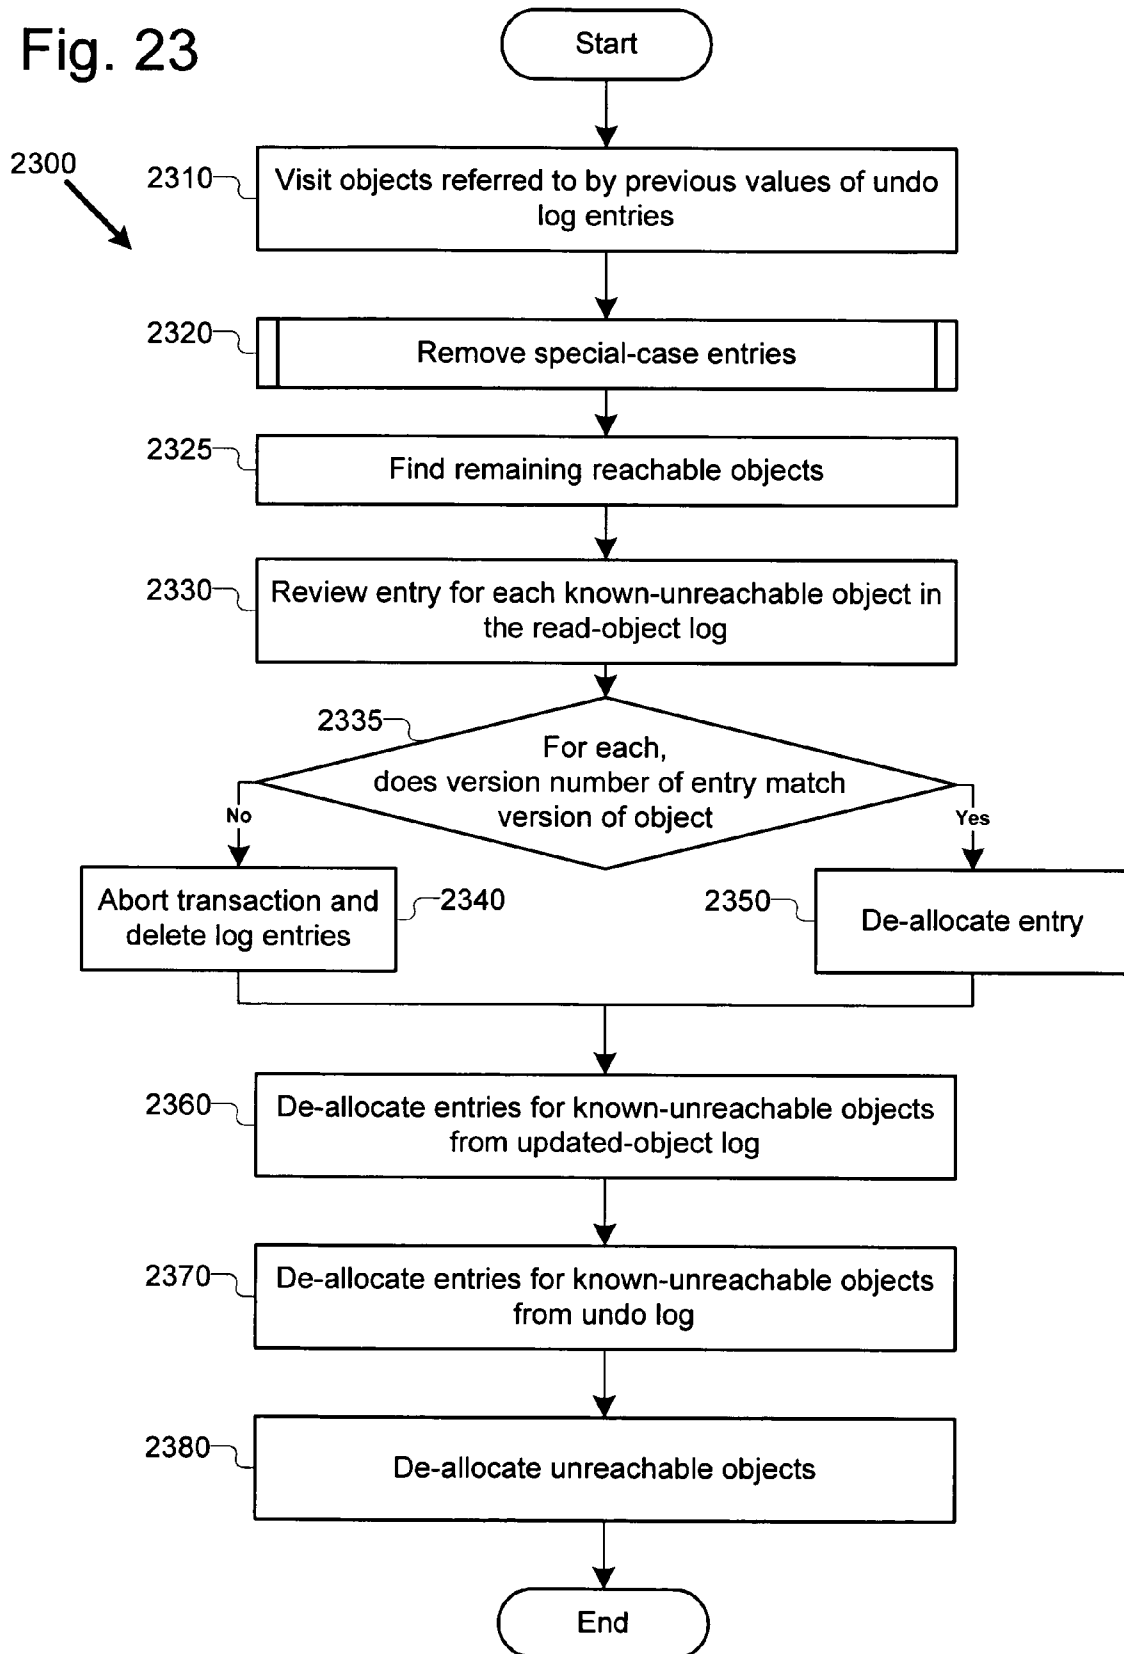 Fig. 23
Start
2300
2310
Visit objects referred to by previous values of undo
log entries
2320
Remove special-case entries
2325
Find remaining reachable objects
2330
Review entry for each known-unreachable object in
the read-object log
2335
For each,
does version number of entry match
version of object
No
Yes
Abort transaction and
delete log entries
2340
2350
De-allocate entry
2360
De-allocate entries for known-unreachable objects
from updated-object log
2370
De-allocate entries for known-unreachable objects
from undo log
2380
De-allocate unreachable objects
End